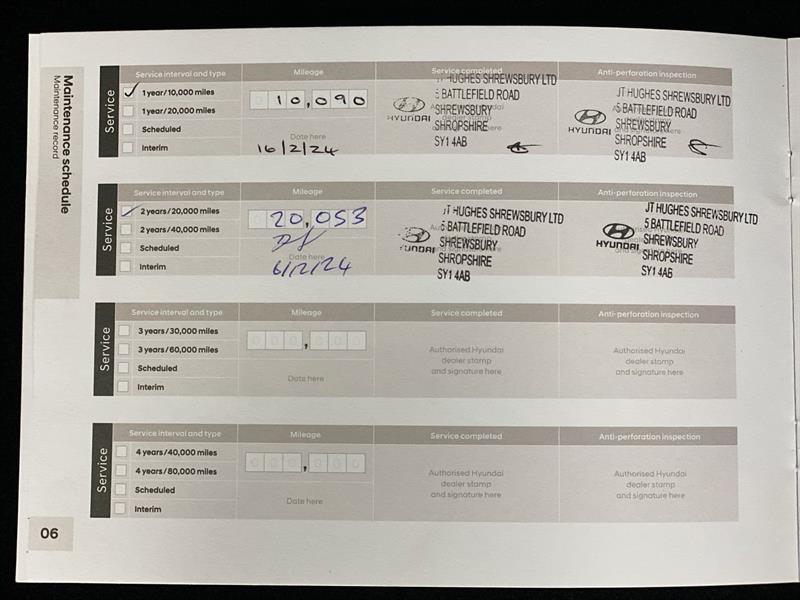 Maintenance schedule
Maintenance record
Service
Service interval and type
Mileage
Service completed
Anti-perforation inspection
1 year/10,000 miles
1 year/20,000 miles
Scheduled
Interim
10,090
Date here
16/2/24
HYUNDAI
JT HUGHES SHREWSBURY LTD
5 BATTLEFIELD ROAD
SHREWSBURY
SHROPSHIRE
SY1 4AB
HYUNDAI
JT HUGHES SHREWSBURY LTD
5 BATTLEFIELD ROAD
SHREWSBURY
SHROPSHIRE
SY1 4AB
Service
Service interval and type
Mileage
Service completed
Anti-perforation inspection
2 years/20,000 miles
2 years/40,000 miles
Scheduled
Interim
20,053
Date here
6/12/24
HYUNDAI
JT HUGHES SHREWSBURY LTD
5 BATTLEFIELD ROAD
SHREWSBURY
SHROPSHIRE
SY1 4AB
HYUNDAI
JT HUGHES SHREWSBURY LTD
5 BATTLEFIELD ROAD
SHREWSBURY
SHROPSHIRE
SY1 4AB
Service
Service interval and type
Mileage
Service completed
Anti-perforation inspection
3 years/30,000 miles
3 years/60,000 miles
Scheduled
Interim
000,000
Date here
Authorised Hyundai
dealer stamp
and signature here
Authorised Hyundai
dealer stamp
and signature here
Service
Service interval and type
Mileage
Service completed
Anti-perforation inspection
4 years/40,000 miles
4 years/80,000 miles
Scheduled
Interim
000,000
Date here
Authorised Hyundai
dealer stamp
and signature here
Authorised Hyundai
dealer stamp
and signature here
06